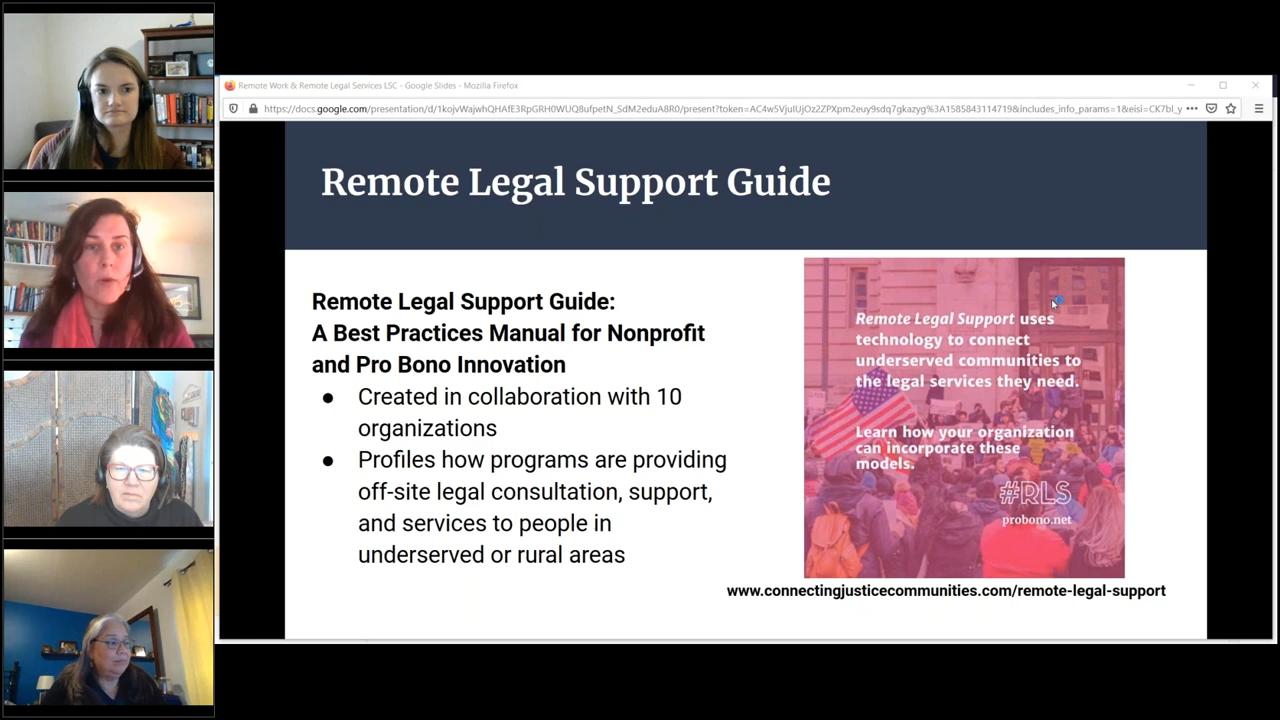 Remote Work & Remote Legal Services LSC - Google Slides - Mozilla Firefox
https://docs.google.com/presentation/d/1kojvWajwhQHAfE3RpGRH0WUQ8ufpetN_SdM2eduA8R0/present?token=AC4w5VjuIUjOz2ZPXpm2euy9sdq7gkazyg%3A1585843114719&includes_info_params=1&eisi=CK7bl_y
Remote Legal Support Guide
Remote Legal Support Guide:
A Best Practices Manual for Nonprofit
and Pro Bono Innovation
● Created in collaboration with 10
organizations
● Profiles how programs are providing
off-site legal consultation, support,
and services to people in
underserved or rural areas
Remote Legal Support uses
technology to connect
underserved communities to
the legal services they need.
Learn how your organization
can incorporate these
models.
#RLS
probono.net
www.connectingjusticecommunities.com/remote-legal-support